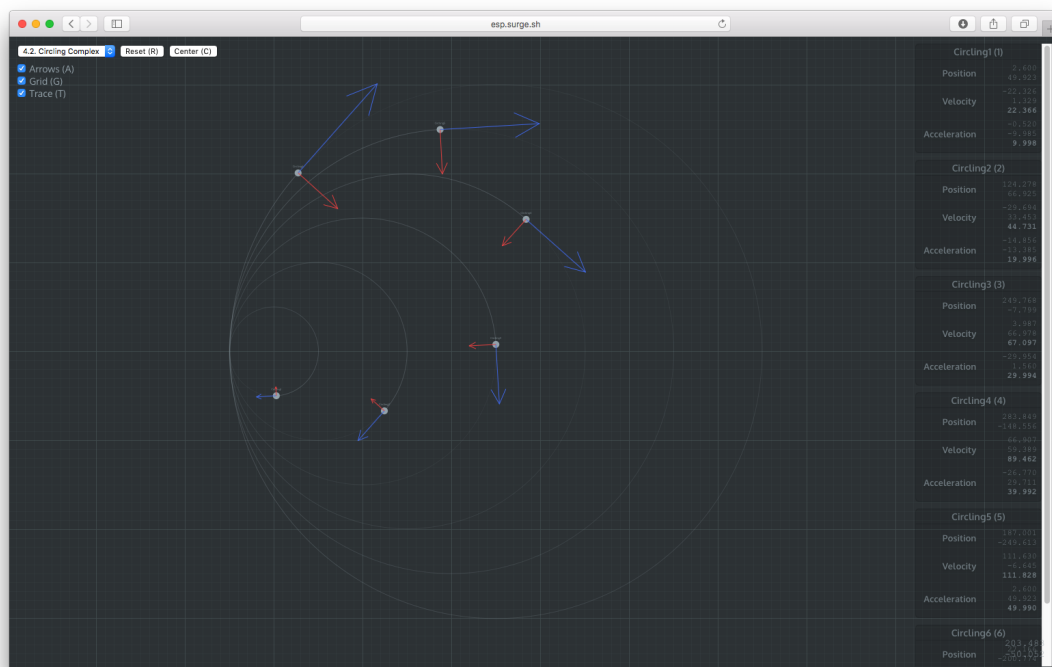 esp.surge.sh
4.2. Circling Complex
Reset (R)
Center (C)
Arrows (A)
Grid (G)
Trace (T)
Circling1 (1)
Position
2.600
49.923
Velocity
-22.326
1.329
22.366
Acceleration
-0.520
-9.985
9.998
Circling2 (2)
Position
124.278
66.925
Velocity
-29.694
33.453
44.731
Acceleration
-14.856
-13.385
19.996
Circling3 (3)
Position
249.768
-7.799
Velocity
3.987
66.978
67.097
Acceleration
-29.954
1.560
29.994
Circling4 (4)
Position
283.849
-148.556
Velocity
66.907
59.389
89.462
Acceleration
-26.770
29.711
39.992
Circling5 (5)
Position
187.001
-249.613
Velocity
111.630
-6.645
111.828
Acceleration
2.600
49.923
49.990
Circling6 (6)
Position